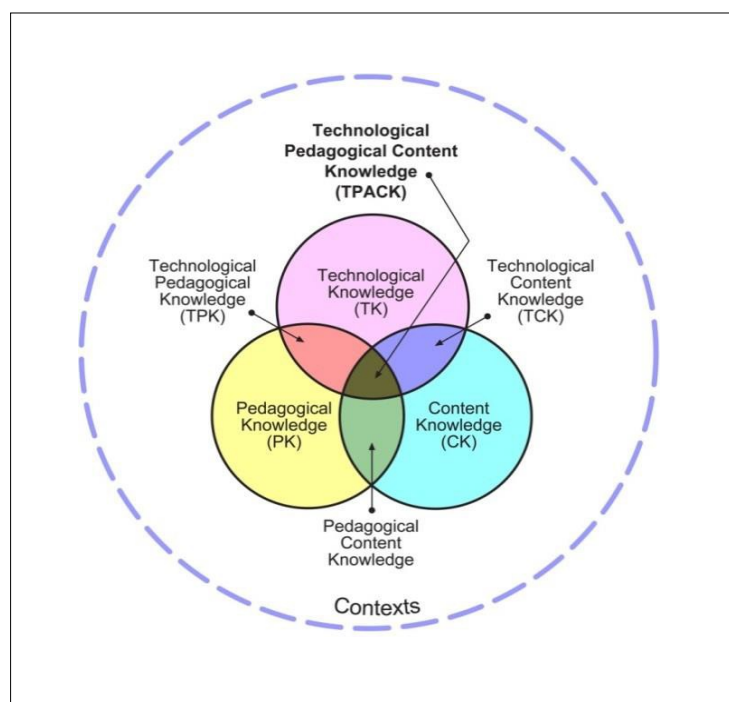 Technological
Pedagogical Content
Knowledge
(TPACK)
Technological
Pedagogical
Knowledge
(TPK)
Technological
Knowledge
(TK)
Technological
Content
Knowledge
(TCK)
Pedagogical
Knowledge
(PK)
Content
Knowledge
(CK)
Pedagogical
Content
Knowledge
Contexts